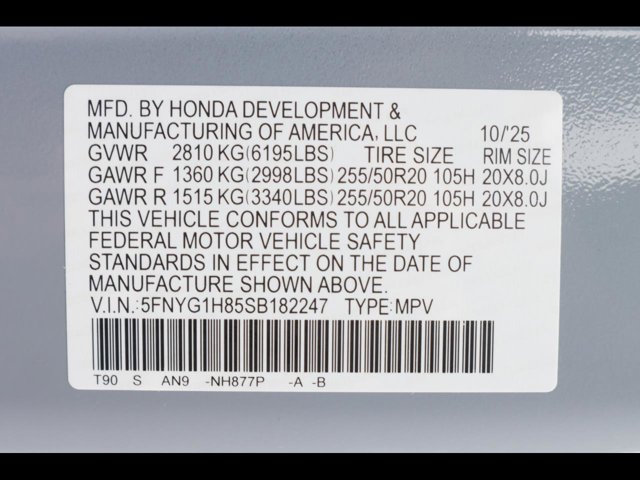 MFD. BY HONDA DEVELOPMENT &
MANUFACTURING OF AMERICA, LLC 10/'25
GVWR 2810 KG(6195LBS) TIRE SIZE RIM SIZE
GAWR F 1360 KG(2998LBS) 255/50R20 105H 20X8.0J
GAWR R 1515 KG(3340LBS) 255/50R20 105H 20X8.0J
THIS VEHICLE CONFORMS TO ALL APPLICABLE
FEDERAL MOTOR VEHICLE SAFETY
STANDARDS IN EFFECT ON THE DATE OF
MANUFACTURE SHOWN ABOVE.
V.I.N.:5FNYG1H85SB182247 TYPE:MPV
T90 S AN9 -NH877P -A -B